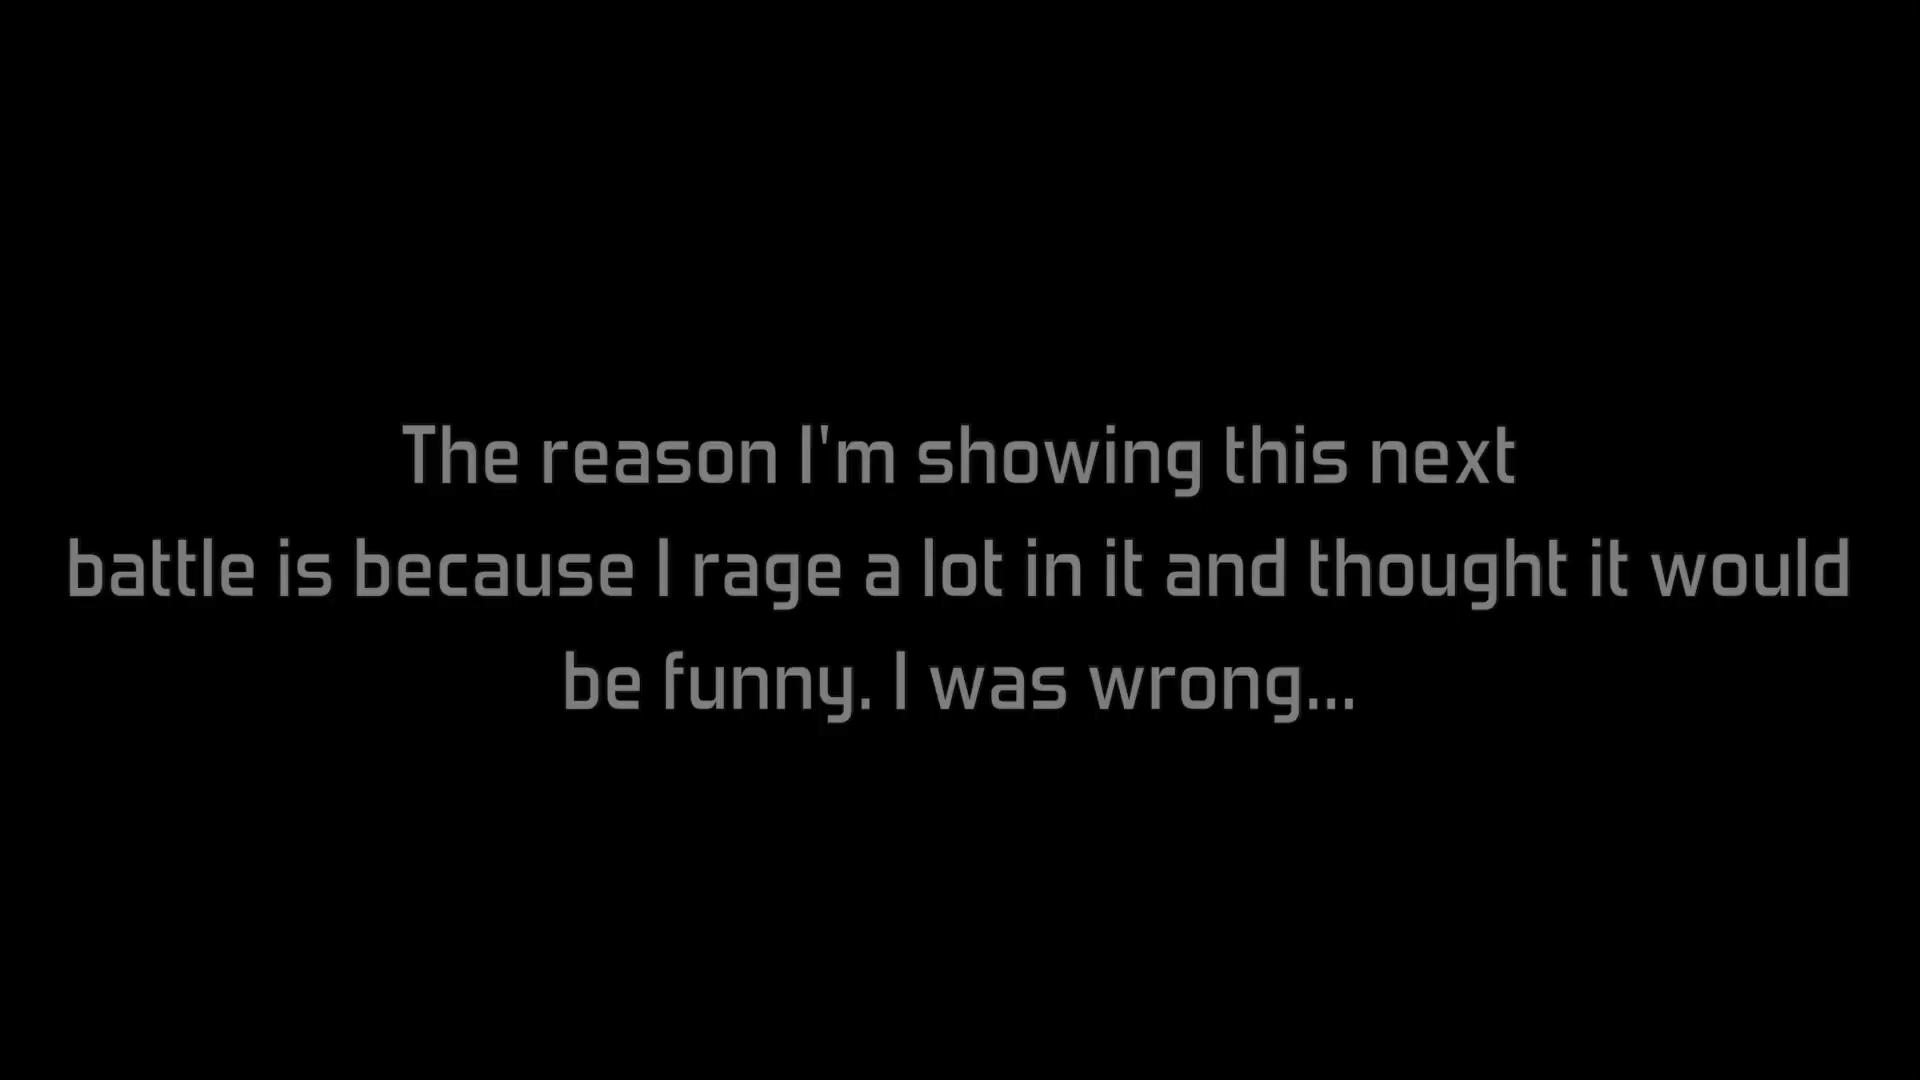 The reason I'm showing this next
battle is because I rage a lot in it and thought it would
be funny. I was wrong...